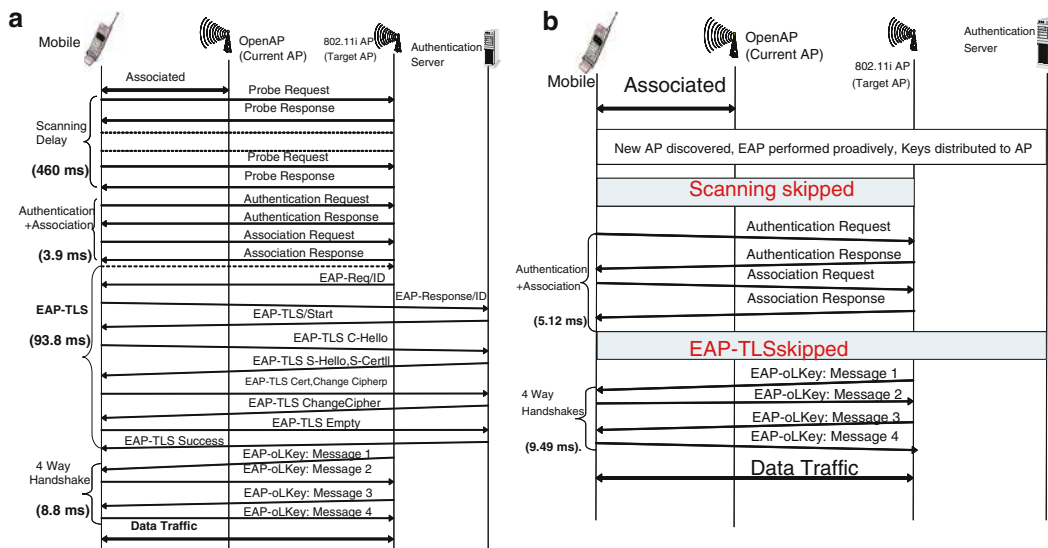 a
Mobile
OpenAP
(Current AP)
802.11i AP
(Target AP)
Authentication
Server
Associated
Probe Request
Probe Response
Scanning
Delay
(460 ms)
Probe Request
Probe Response
Authentication
+Association
(3.9 ms)
Authentication Request
Authentication Response
Association Request
Association Response
EAP-Req/ID
EAP-Response/ID
EAP-TLS
(93.8 ms)
EAP-TLS/Start
EAP-TLS C-Hello
EAP-TLS S-Hello,S-Certll
EAP-TLS Cert,Change Cipherp
EAP-TLS ChangeCipher
EAP-TLS Empty
EAP-TLS Success
4 Way
Handshake
(8.8 ms)
EAP-oLKey: Message 1
EAP-oLKey: Message 2
EAP-oLKey: Message 3
EAP-oLKey: Message 4
Data Traffic
b
Mobile
OpenAP
(Current AP)
802.11i AP
(Target AP)
Authentication
Server
Associated
New AP discovered, EAP performed proadively, Keys distributed to AP
Scanning skipped
Authentication Request
Authentication Response
Association Request
Association Response
Authentication
+Association
(5.12 ms)
EAP-TLSskipped
EAP-oLKey: Message 1
EAP-oLKey: Message 2
EAP-oLKey: Message 3
EAP-oLKey: Message 4
4 Way
Handshakes
(9.49 ms).
Data Traffic